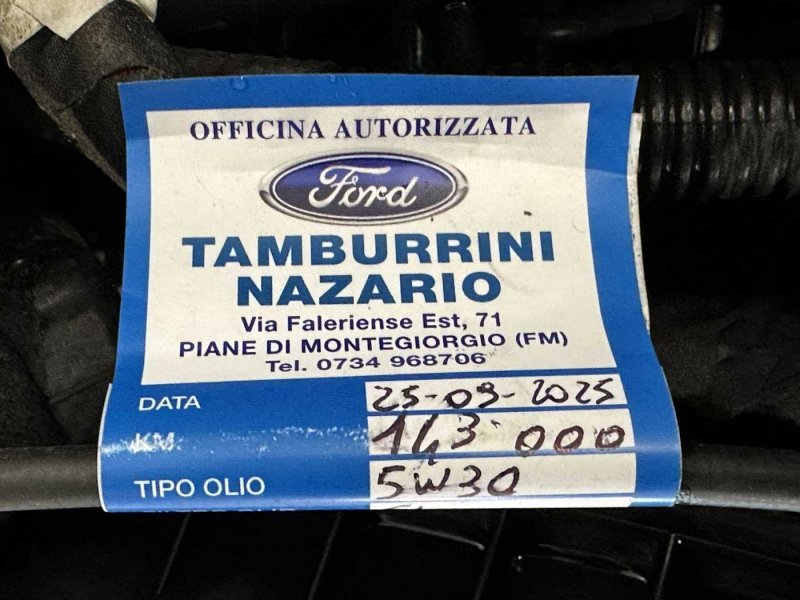 OFFICINA AUTORIZZATA
Ford
TAMBURRINI
NAZARIO
Via Faleriense Est, 71
PIANE DI MONTEGIORGIO (FM)
Tel. 0734 968706
DATA 25-09-2025
KM 143.000
TIPO OLIO 5W30